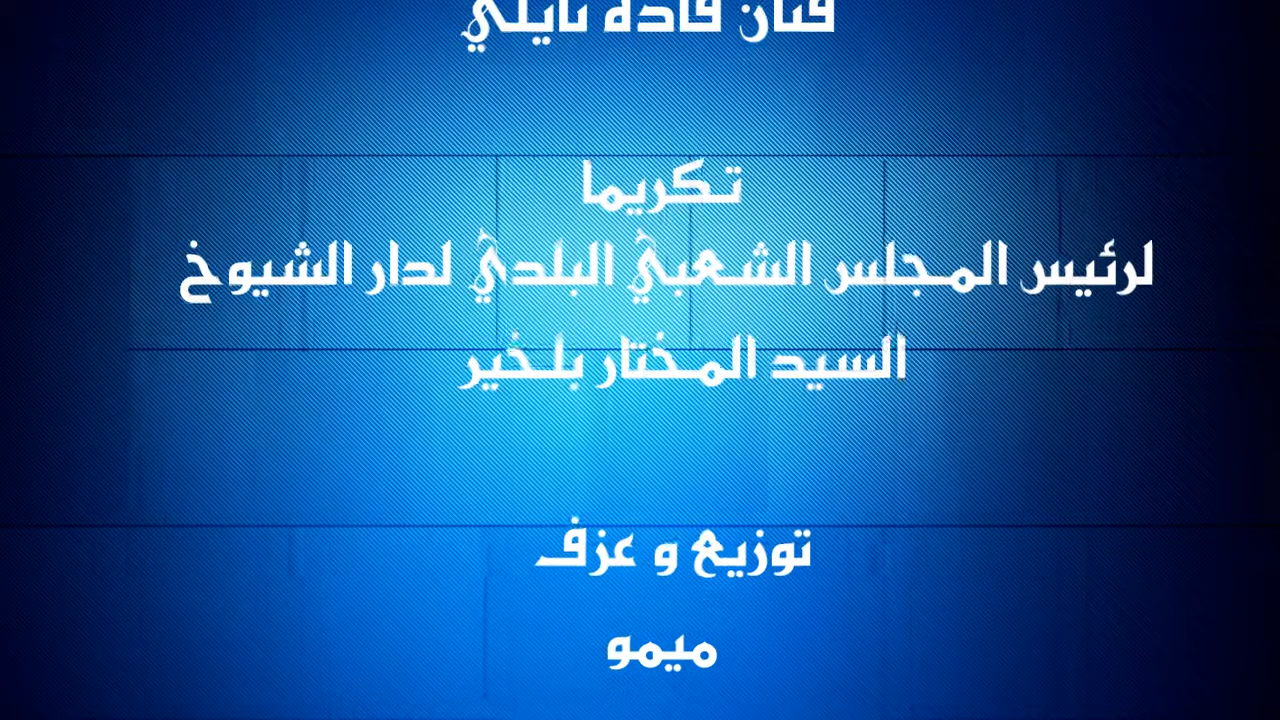 فنان قادة نايلي
تكريما
لرئيس المجلس الشعبي البلدي لدار الشيوخ
السيد المختار بلخير
توزيع و عزف
ميمو